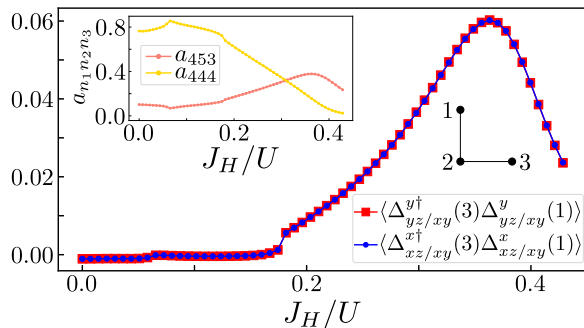 0.06
0.04
0.02
0.00
0.0
0.2
0.4
J_H/U
a_{n_1 n_2 n_3}
0.8
0.4
0.0
a_{453}
a_{444}
0.0
0.2
0.4
J_H/U
1
2
3
⟨Δ^{y†}_{yz/xy}(3)Δ^{y}_{yz/xy}(1)⟩
⟨Δ^{x†}_{xz/xy}(3)Δ^{x}_{xz/xy}(1)⟩